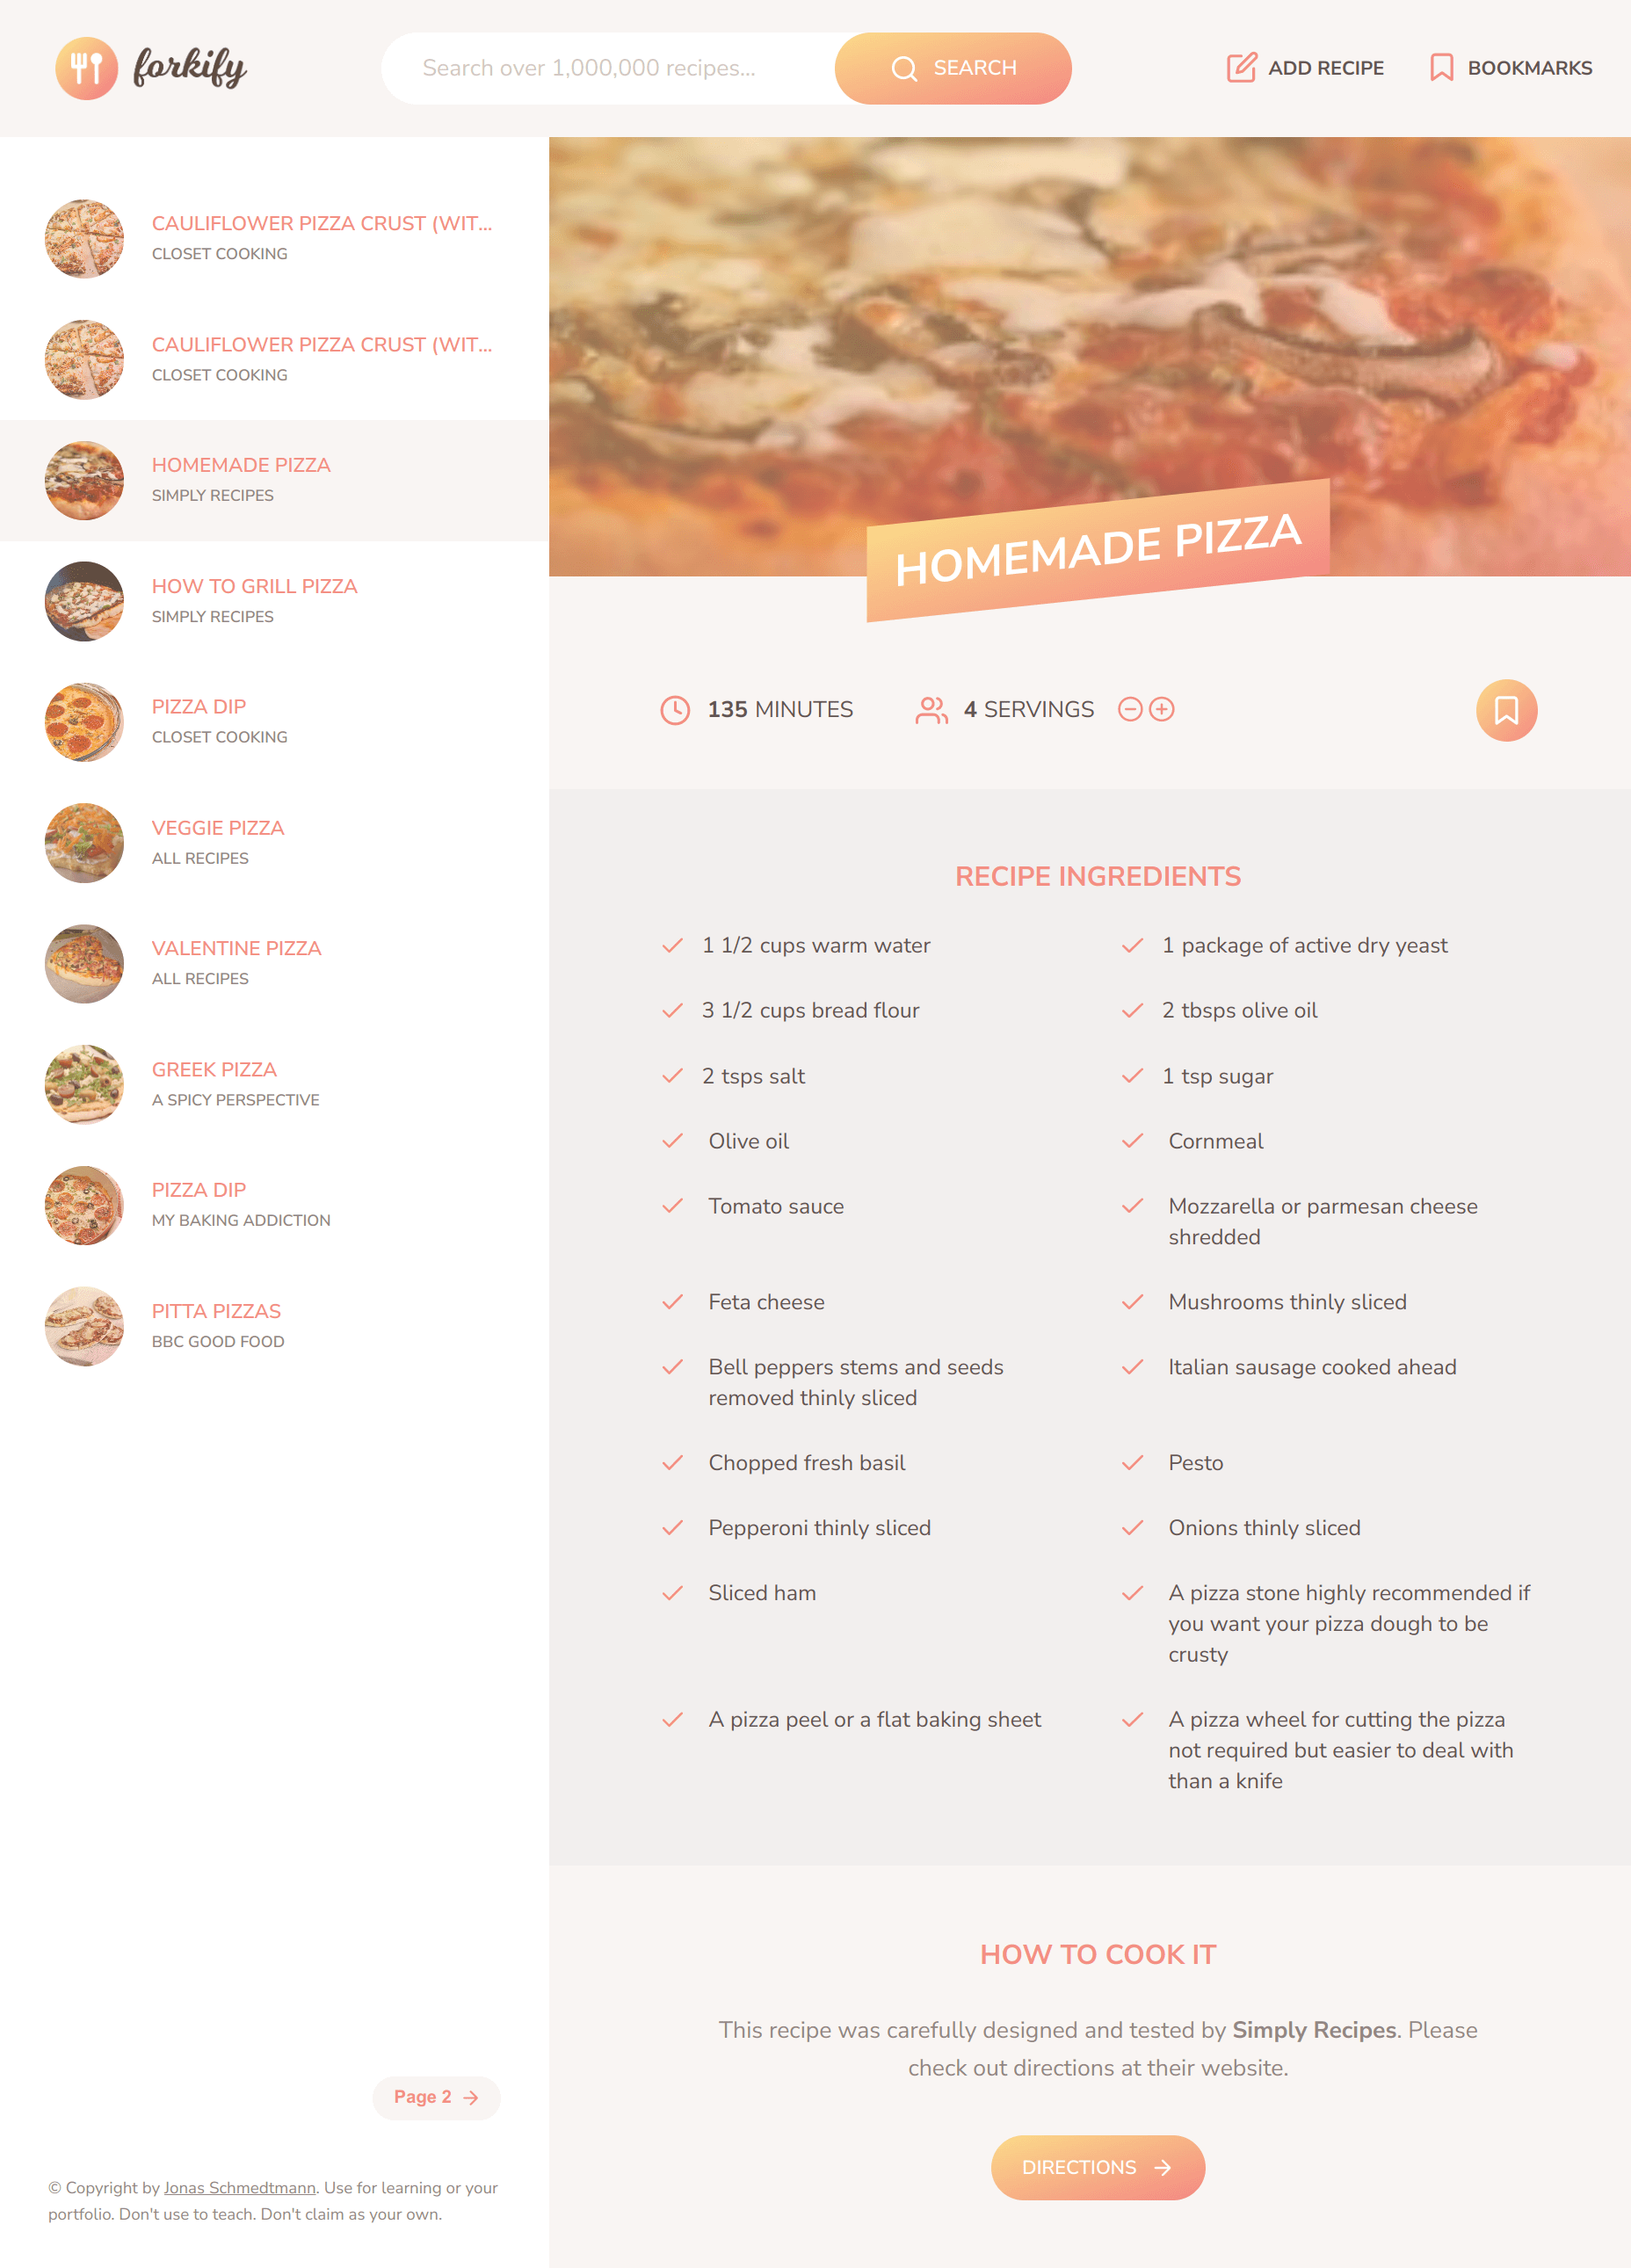 forkify
Search over 1,000,000 recipes...
SEARCH
ADD RECIPE
BOOKMARKS
CAULIFLOWER PIZZA CRUST (WIT...
CLOSET COOKING
CAULIFLOWER PIZZA CRUST (WIT...
CLOSET COOKING
HOMEMADE PIZZA
SIMPLY RECIPES
HOW TO GRILL PIZZA
SIMPLY RECIPES
PIZZA DIP
CLOSET COOKING
VEGGIE PIZZA
ALL RECIPES
VALENTINE PIZZA
ALL RECIPES
GREEK PIZZA
A SPICY PERSPECTIVE
PIZZA DIP
MY BAKING ADDICTION
PITTA PIZZAS
BBC GOOD FOOD
Page 2
© Copyright by Jonas Schmedtmann. Use for learning or your
portfolio. Don't use to teach. Don't claim as your own.
HOMEMADE PIZZA
135 MINUTES
4 SERVINGS
RECIPE INGREDIENTS
1 1/2 cups warm water
1 package of active dry yeast
3 1/2 cups bread flour
2 tbsps olive oil
2 tsps salt
1 tsp sugar
Olive oil
Cornmeal
Tomato sauce
Mozzarella or parmesan cheese
shredded
Feta cheese
Mushrooms thinly sliced
Bell peppers stems and seeds
removed thinly sliced
Italian sausage cooked ahead
Chopped fresh basil
Pesto
Pepperoni thinly sliced
Onions thinly sliced
Sliced ham
A pizza stone highly recommended if
you want your pizza dough to be
crusty
A pizza peel or a flat baking sheet
A pizza wheel for cutting the pizza
not required but easier to deal with
than a knife
HOW TO COOK IT
This recipe was carefully designed and tested by Simply Recipes. Please
check out directions at their website.
DIRECTIONS